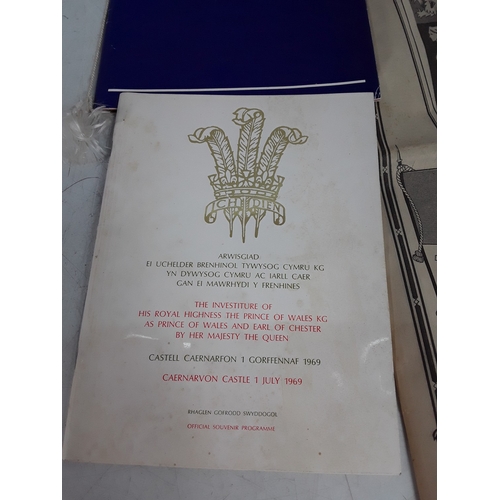 ICH DIEN
ARWISGIAD
EI UCHELDER BRENHINOL TYWYSOG CYMRU KG
YN DYWYSOG CYMRU AC IARLL CAER
GAN EI MAWRHYDI Y FRENHINES
THE INVESTITURE OF
HIS ROYAL HIGHNESS THE PRINCE OF WALES KG
AS PRINCE OF WALES AND EARL OF CHESTER
BY HER MAJESTY THE QUEEN
CASTELL CAERNARFON 1 GORFFENNAF 1969
CAERNARVON CASTLE 1 JULY 1969
RHAGLEN GOFRODD SWYDDOGOL
OFFICIAL SOUVENIR PROGRAMME